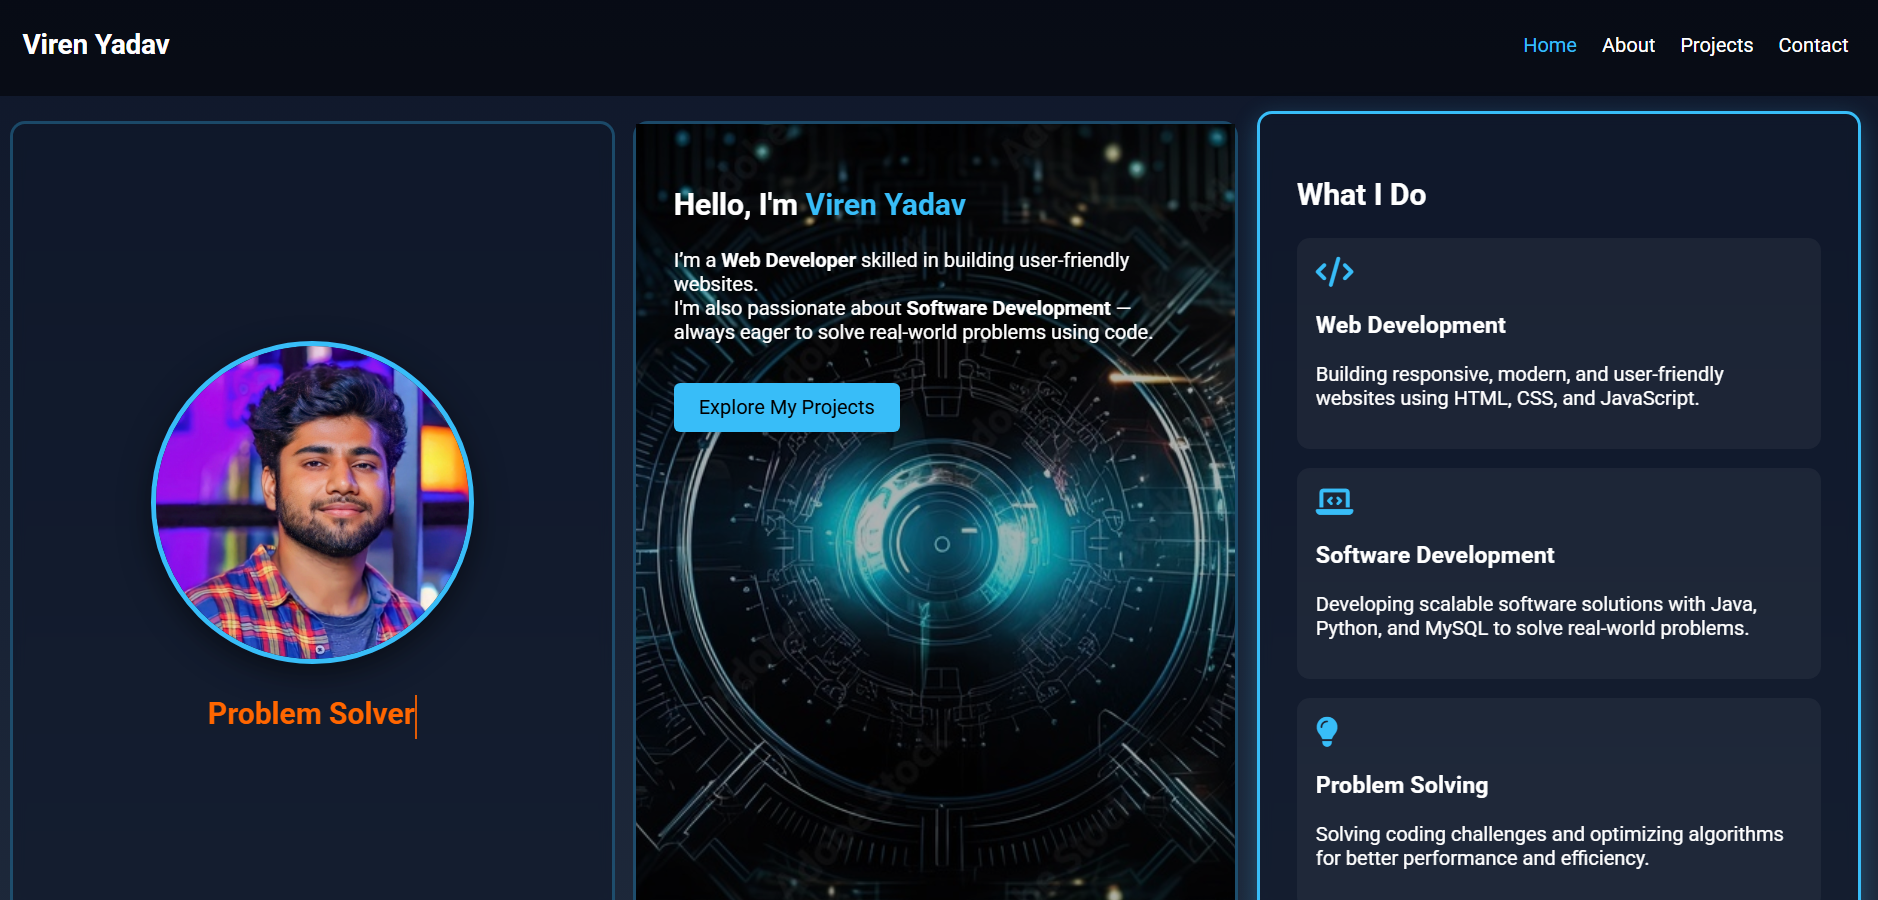 Viren Yadav
Home About Projects Contact
Problem Solver
Hello, I'm Viren Yadav
I’m a Web Developer skilled in building user-friendly
websites.
I'm also passionate about Software Development —
always eager to solve real-world problems using code.
Explore My Projects
What I Do
Web Development
Building responsive, modern, and user-friendly
websites using HTML, CSS, and JavaScript.
Software Development
Developing scalable software solutions with Java,
Python, and MySQL to solve real-world problems.
Problem Solving
Solving coding challenges and optimizing algorithms
for better performance and efficiency.
Adobe Stock